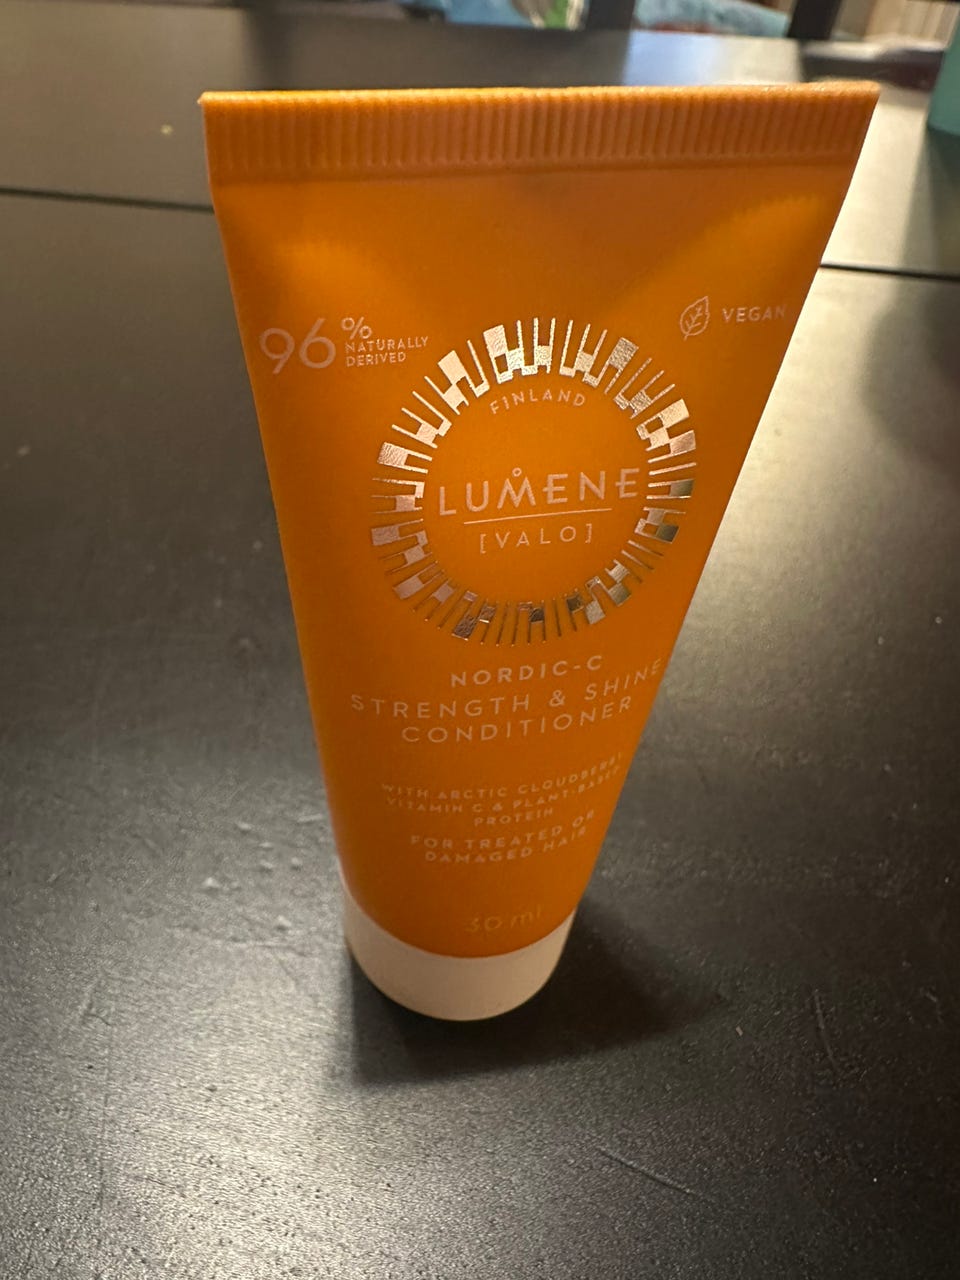 96%
NATURALLY
DERIVED
VEGAN
FINLAND
LUMENE
[VALO]
NORDIC-C
STRENGTH & SHINE
CONDITIONER
WITH ARCTIC CLOUDBERRY
VITAMIN C & PLANT-BASED
PROTEIN
FOR TREATED OR
DAMAGED HAIR
30 ml